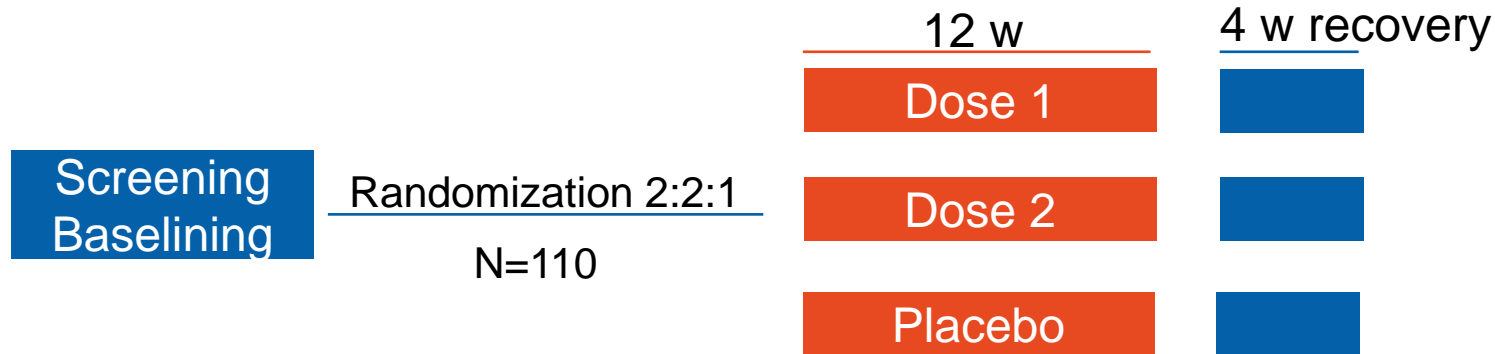 12 w
4 w recovery
Dose 1
Screening
Baselining
Randomization 2:2:1
N=110
Dose 2
Placebo